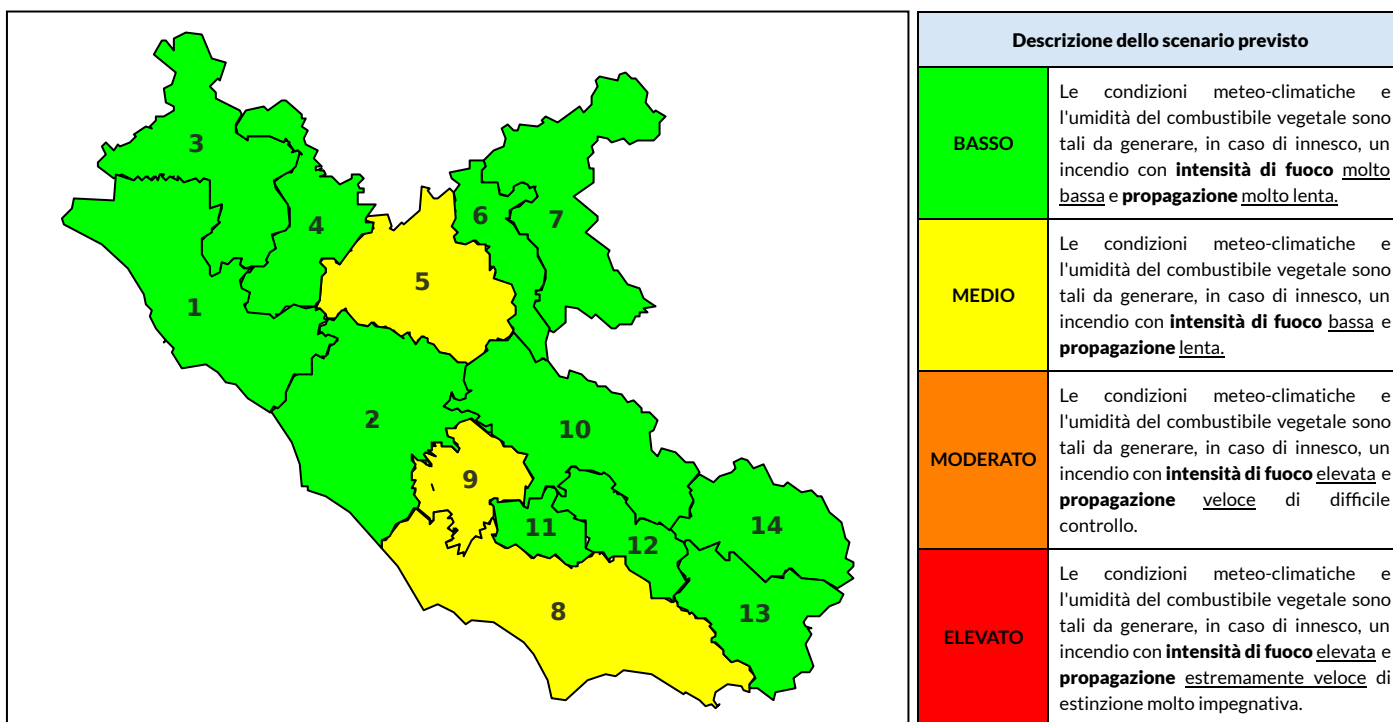 3
4
6
7
5
1
2
10
9
11
12
14
8
13
Descrizione dello scenario previsto
BASSO
Le condizioni meteo-climatiche e
l'umidità del combustibile vegetale sono
tali da generare, in caso di innesco, un
incendio con intensità di fuoco molto
bassa e propagazione molto lenta.
MEDIO
Le condizioni meteo-climatiche e
l'umidità del combustibile vegetale sono
tali da generare, in caso di innesco, un
incendio con intensità di fuoco bassa e
propagazione lenta.
MODERATO
Le condizioni meteo-climatiche e
l'umidità del combustibile vegetale sono
tali da generare, in caso di innesco, un
incendio con intensità di fuoco elevata e
propagazione veloce di difficile
controllo.
ELEVATO
Le condizioni meteo-climatiche e
l'umidità del combustibile vegetale sono
tali da generare, in caso di innesco, un
incendio con intensità di fuoco elevata e
propagazione estremamente veloce di
estinzione molto impegnativa.